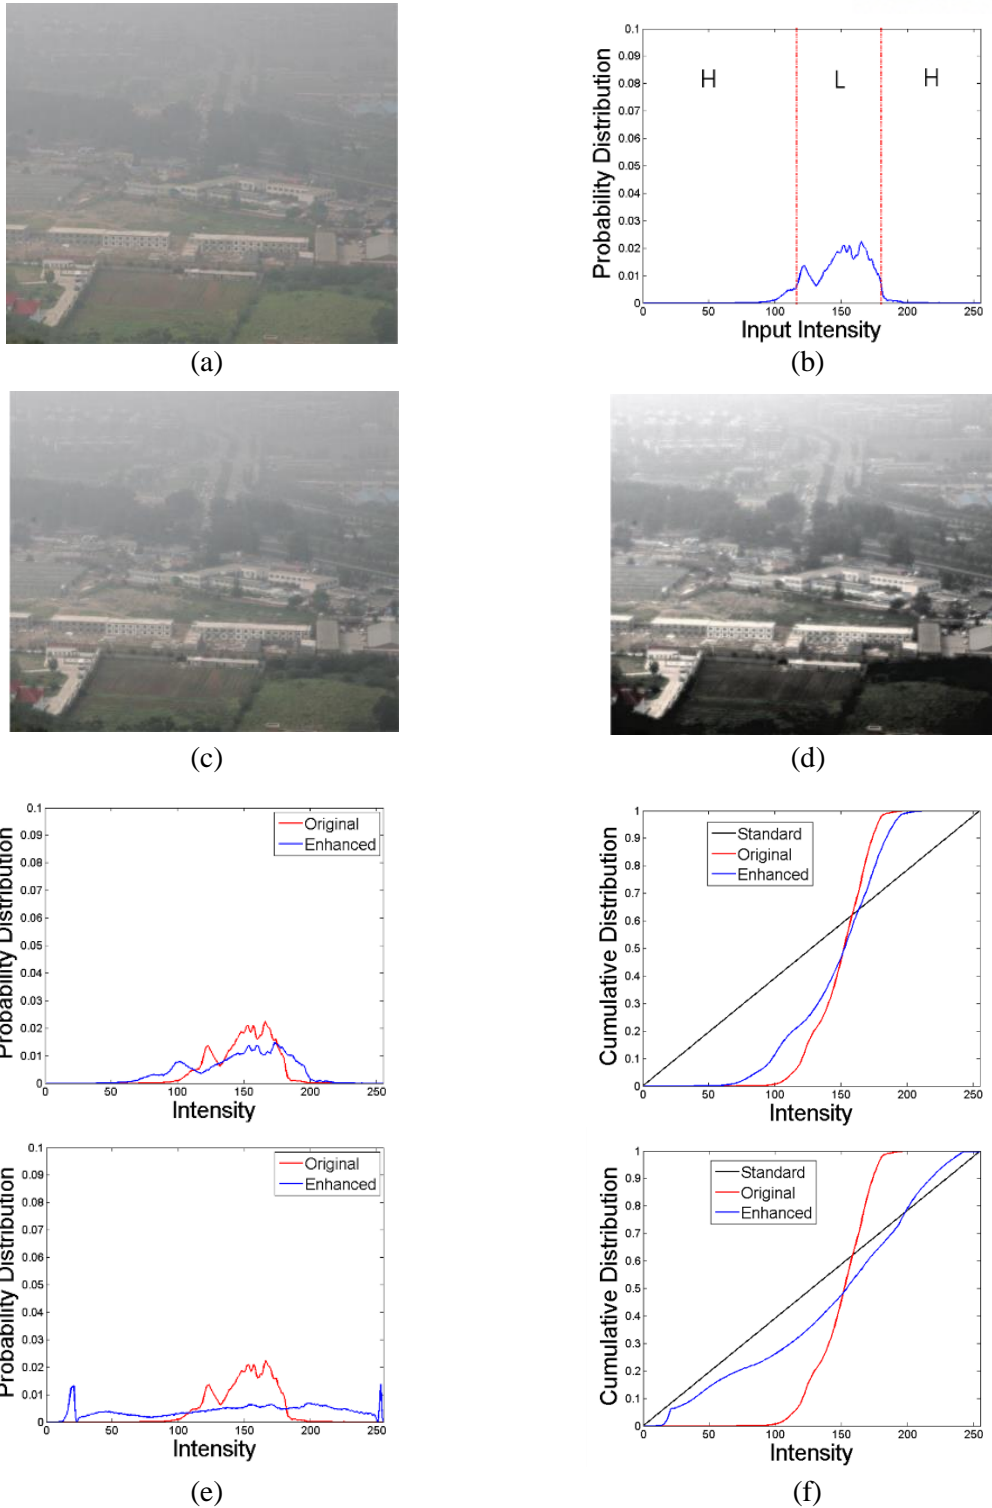 0.1
0.09
0.08
0.07
0.06
0.05
0.04
0.03
0.02
0.01
0
Probability Distribution
H L H
0 50 100 150 200 250
Input Intensity
(a) (b)
(c) (d)
0.1
0.09
0.08
0.07
0.06
0.05
0.04
0.03
0.02
0.01
0
Probability Distribution
Original
Enhanced
0 50 100 150 200 250
Intensity
1
0.9
0.8
0.7
0.6
0.5
0.4
0.3
0.2
0.1
0
Cumulative Distribution
Standard
Original
Enhanced
0 50 100 150 200 250
Intensity
0.1
0.09
0.08
0.07
0.06
0.05
0.04
0.03
0.02
0.01
0
Probability Distribution
Original
Enhanced
0 50 100 150 200 250
Intensity
1
0.9
0.8
0.7
0.6
0.5
0.4
0.3
0.2
0.1
0
Cumulative Distribution
Standard
Original
Enhanced
0 50 100 150 200 250
Intensity
(e) (f)